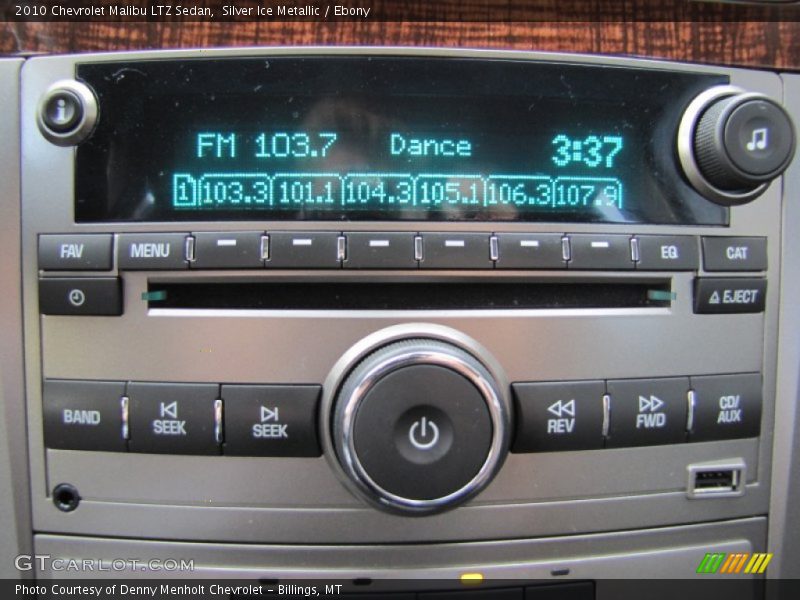 2010 Chevrolet Malibu LTZ Sedan,  Silver Ice Metallic / Ebony
i
FM 103.7 Dance 3:37
1 103.3 101.1 104.3 105.1 106.3 107.9
FAV MENU EQ CAT
EJECT
BAND SEEK SEEK REV FWD CD/
AUX
GTCARLOT.COM
Photo Courtesy of Denny Menholt Chevrolet – Billings, MT